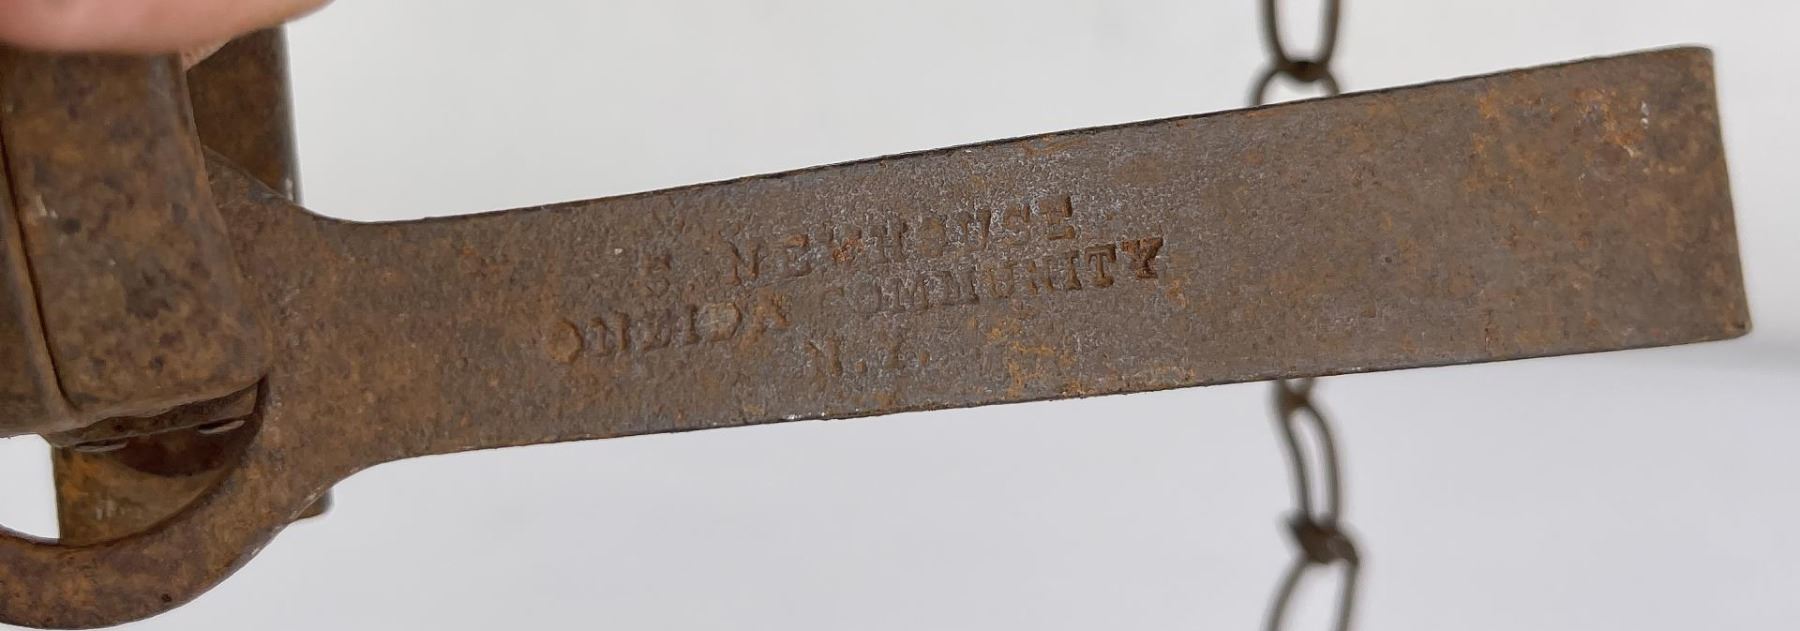 S. NEWHOUSE
ONEIDA COMMUNITY
N.Y.